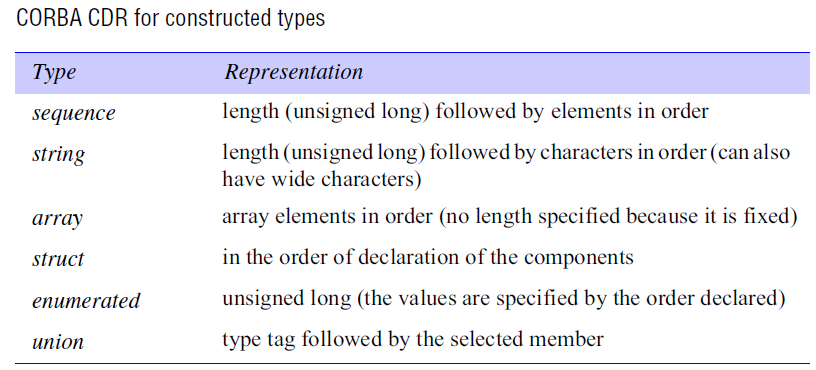 CORBA CDR for constructed types
Type Representation
sequence length (unsigned long) followed by elements in order
string length (unsigned long) followed by characters in order (can also
have wide characters)
array array elements in order (no length specified because it is fixed)
struct in the order of declaration of the components
enumerated unsigned long (the values are specified by the order declared)
union type tag followed by the selected member